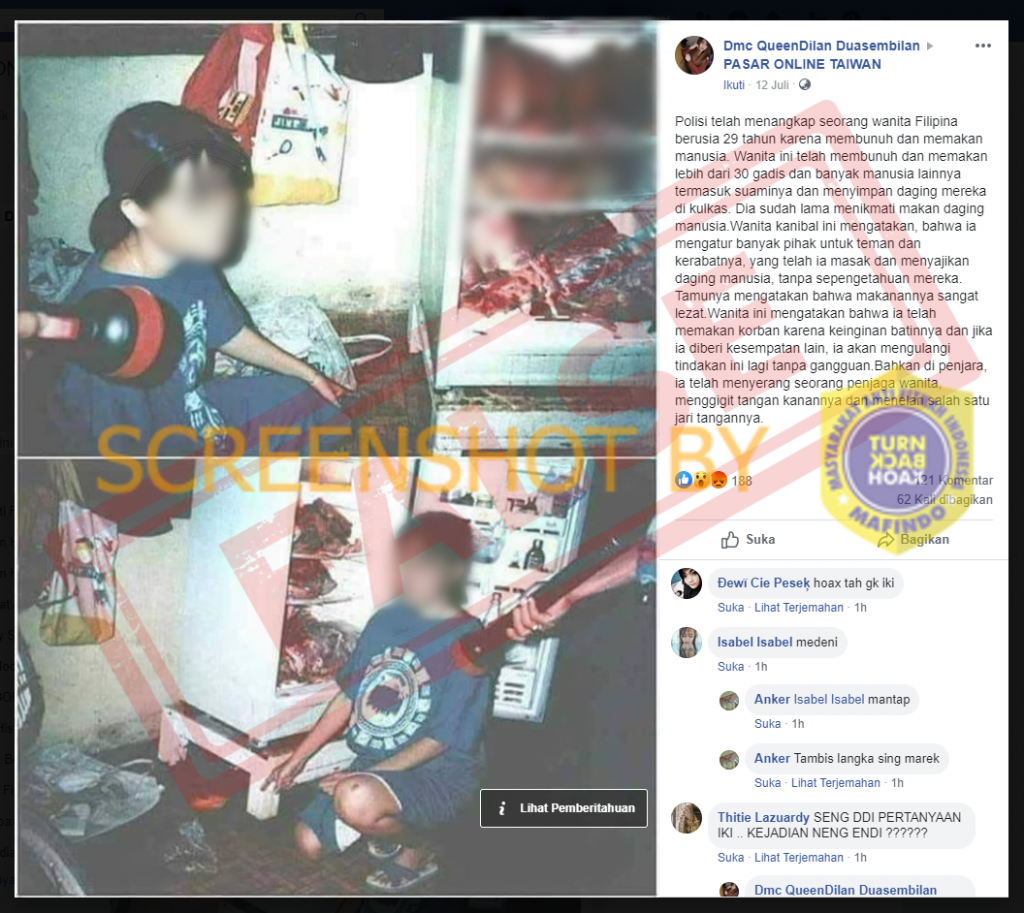 Dmc QueenDilan Duasembilan
PASAR ONLINE TAIWAN
Ikuti · 12 Juli ·
Polisi telah menangkap seorang wanita Filipina
berusia 29 tahun karena membunuh dan memakan
manusia. Wanita ini telah membunuh dan memakan
lebih dari 30 gadis dan banyak manusia lainnya
termasuk suaminya dan menyimpan daging mereka
di kulkas. Dia sudah lama menikmati makan daging
manusia.Wanita kanibal ini mengatakan, bahwa ia
mengatur banyak pihak untuk teman dan
kerabatnya, yang telah ia masak dan menyajikan
daging manusia, tanpa sepengetahuan mereka.
Tamunya mengatakan bahwa makanannya sangat
lezat.Wanita ini mengatakan bahwa ia telah
memakan korban karena keinginan batinnya dan jika
ia diberi kesempatan lain, ia akan mengulangi
tindakan ini lagi tanpa gangguan.Bahkan di penjara,
ia telah menyerang seorang penjaga wanita,
menggigit tangan kanannya dan menelan salah satu
jari tangannya.
FALSE
SCREENSHOT BY
MASYARAKAT ANTI FITNAH INDONESIA
TURN
BACK
HOAX
MAFINDO
188
21 Komentar
62 Kali dibagikan
Suka
Bagikan
Đewï Cie Peseķ hoax tah gk iki
Suka · Lihat Terjemahan · 1h
Isabel Isabel medeni
Suka · 1h
Anker Isabel Isabel mantap
Suka · 1h
Anker Tambis langka sing marek
Suka · Lihat Terjemahan · 1h
Thitie Lazuardy SENG DDI PERTANYAAN
IKI .. KEJADIAN NENG ENDI ??????
Suka · Lihat Terjemahan · 1h
Dmc QueenDilan Duasembilan
Lihat Pemberitahuan